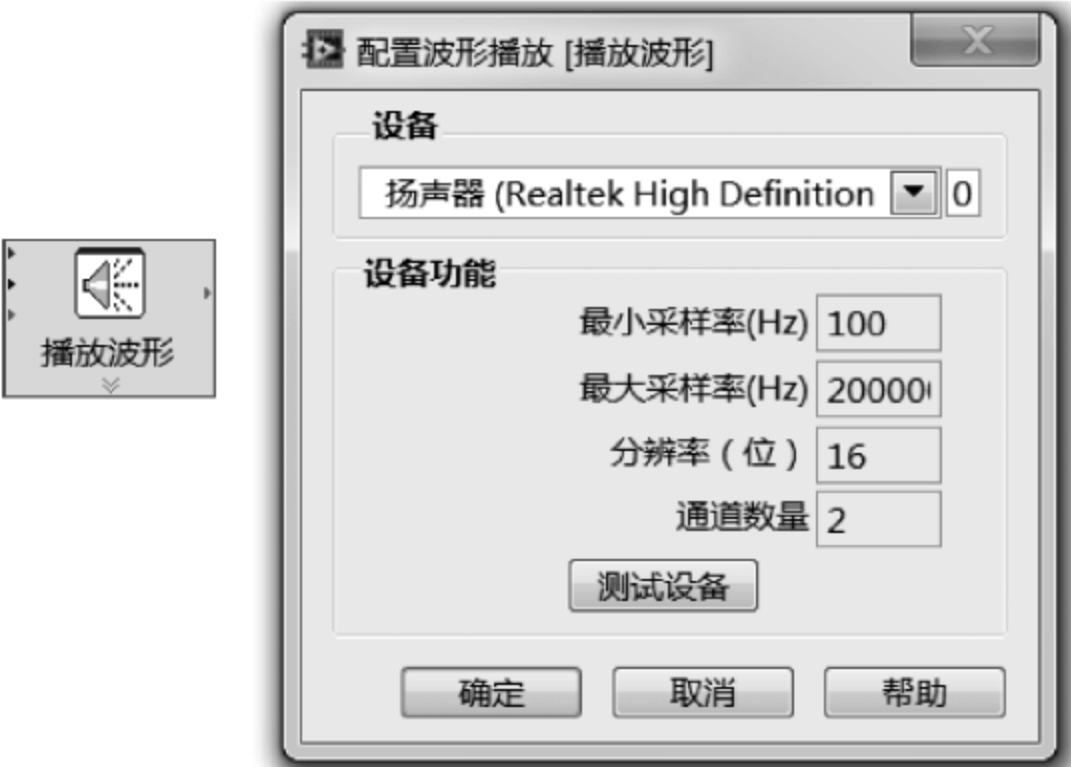 播放波形
配置波形播放 [播放波形]
设备
扬声器 (Realtek High Definition
0
设备功能
最小采样率(Hz) 100
最大采样率(Hz) 20000
分辨率（位） 16
通道数量 2
测试设备
确定 取消 帮助